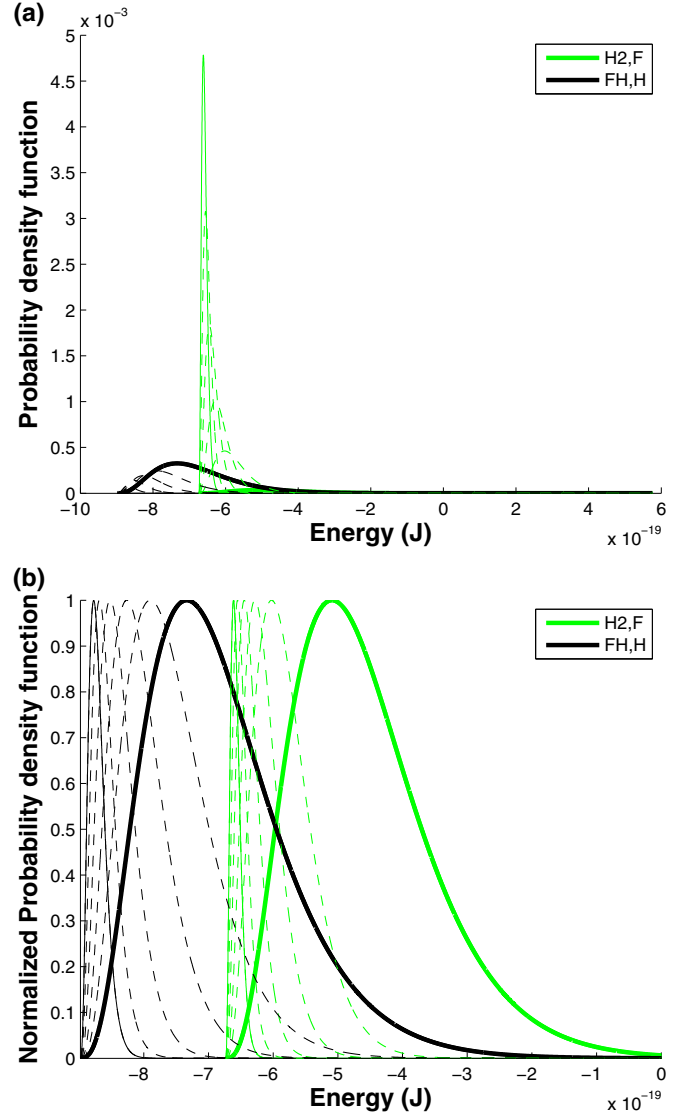 (a)
x 10⁻³
5
4.5
4
3.5
3
2.5
2
1.5
1
0.5
0
Probability density function
H2,F
FH,H
−10 −8 −6 −4 −2 0 2 4 6
Energy (J)
x 10⁻¹⁹
(b)
1
0.9
0.8
0.7
0.6
0.5
0.4
0.3
0.2
0.1
0
Normalized Probability density function
H2,F
FH,H
−8 −7 −6 −5 −4 −3 −2 −1 0
Energy (J)
x 10⁻¹⁹